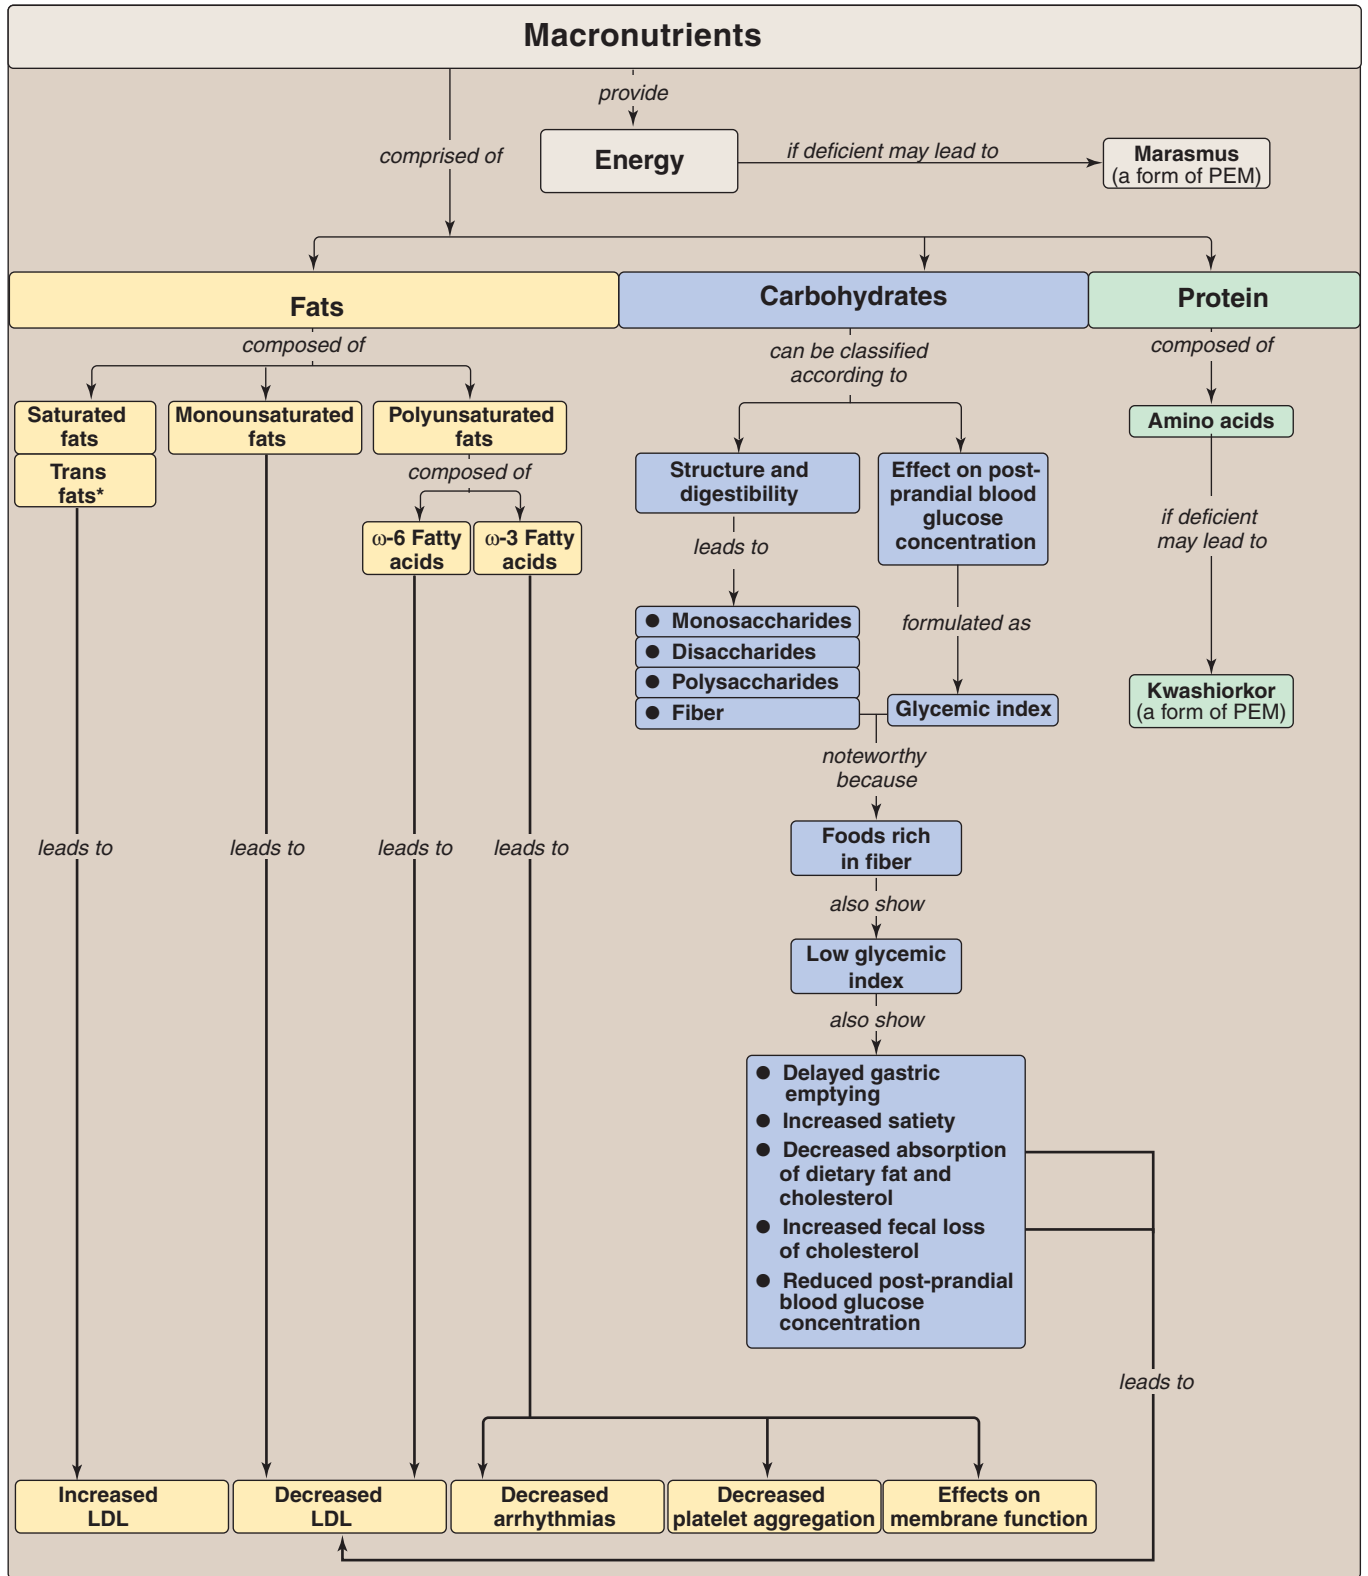 Macronutrients
provide
comprised of
Energy
if deficient may lead to
Marasmus
(a form of PEM)
Fats
Carbohydrates
Protein
composed of
can be classified
according to
composed of
Saturated
fats
Trans
fats*
Monounsaturated
fats
Polyunsaturated
fats
composed of
ω-6 Fatty
acids
ω-3 Fatty
acids
Structure and
digestibility
Effect on post-
prandial blood
glucose
concentration
Amino acids
leads to
formulated as
if deficient
may lead to
● Monosaccharides
● Disaccharides
● Polysaccharides
● Fiber
Glycemic index
Kwashiorkor
(a form of PEM)
noteworthy
because
Foods rich
in fiber
also show
Low glycemic
index
also show
● Delayed gastric
emptying
● Increased satiety
● Decreased absorption
of dietary fat and
cholesterol
● Increased fecal loss
of cholesterol
● Reduced post-prandial
blood glucose
concentration
leads to
leads to
leads to
leads to
leads to
Increased
LDL
Decreased
LDL
Decreased
arrhythmias
Decreased
platelet aggregation
Effects on
membrane function